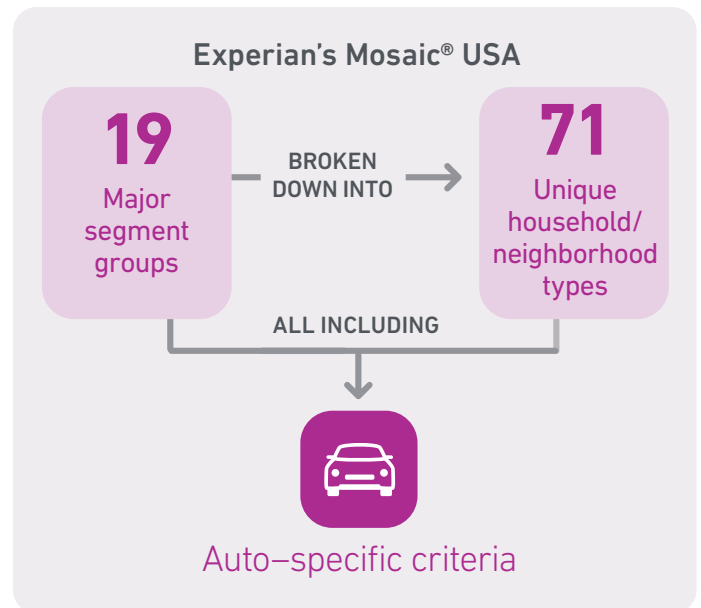 Experian's Mosaic® USA
19
Major
segment
groups
BROKEN
DOWN INTO
71
Unique
household/
neighborhood
types
ALL INCLUDING
Auto–specific criteria